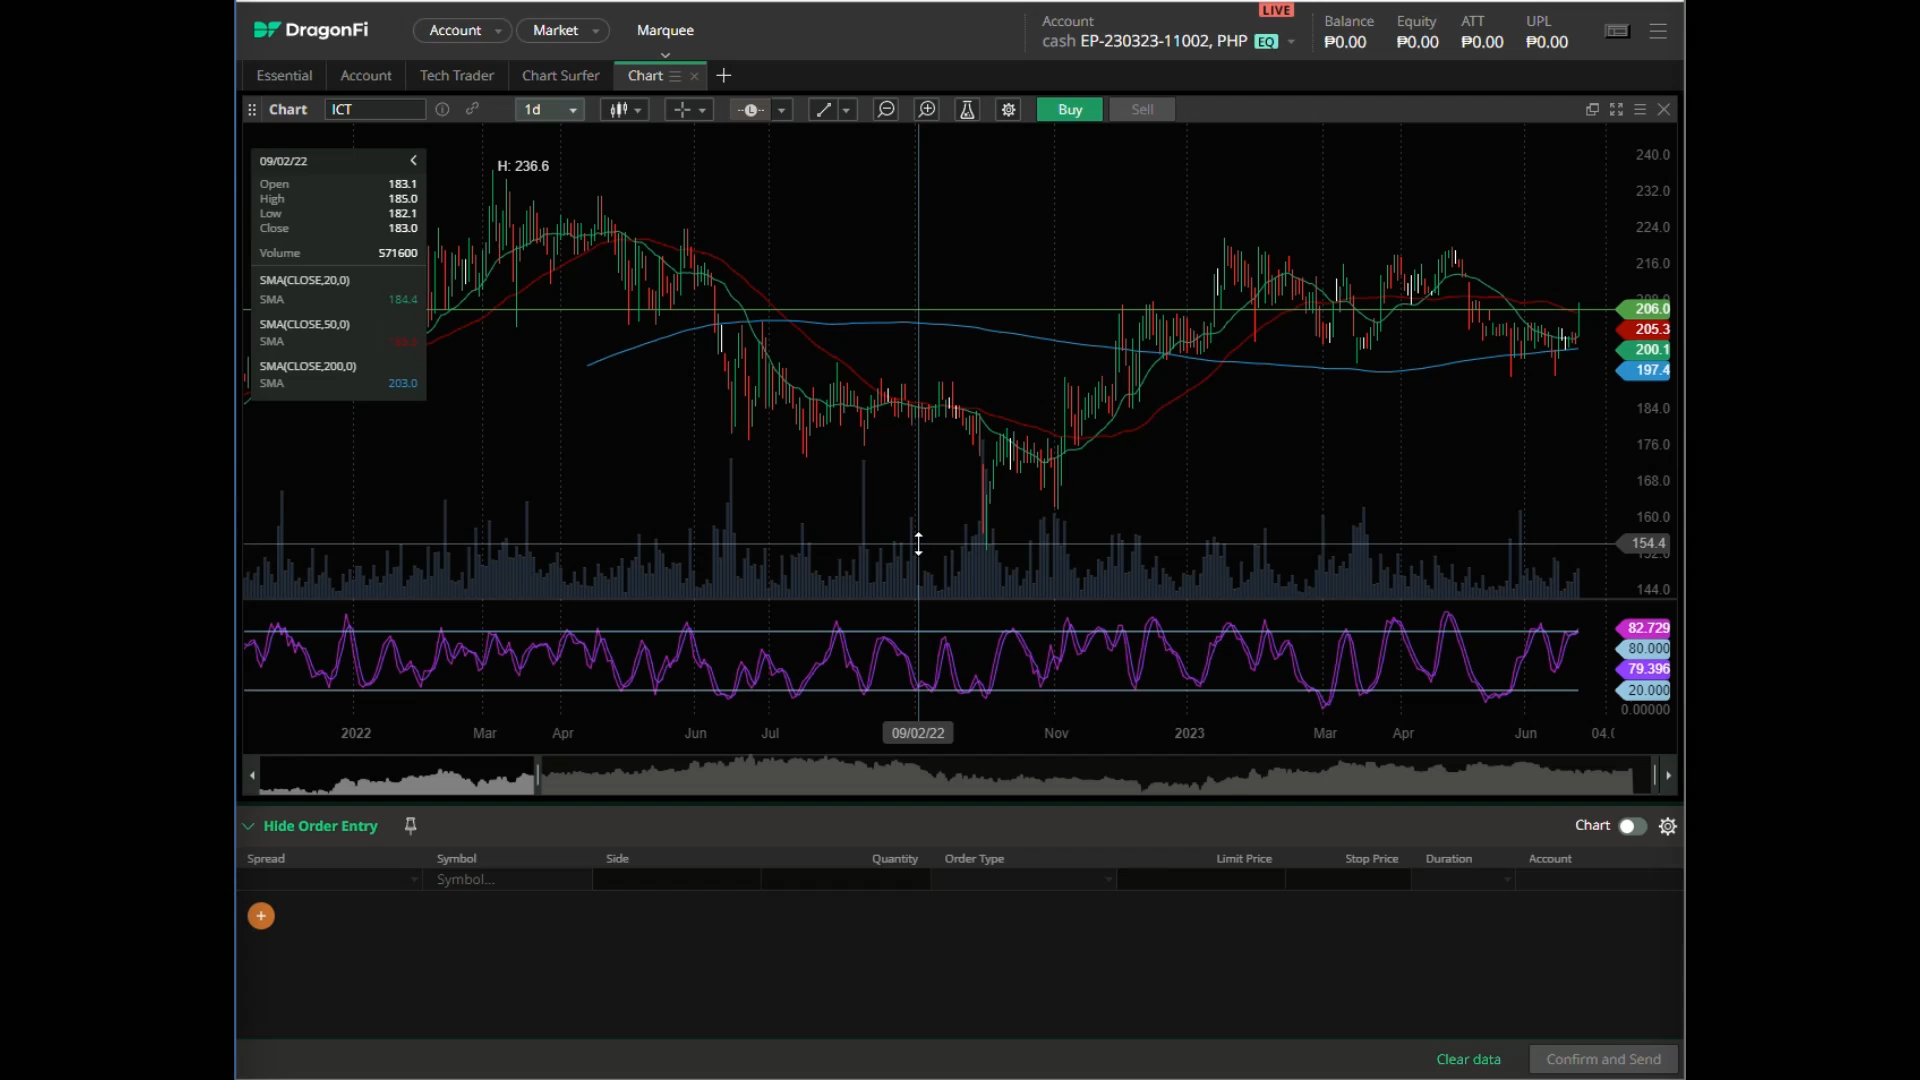 DragonFi
Account
Market
Marquee
LIVE
Account
cash EP-230323-11002, PHP EQ
Balance
₱0.00
Equity
₱0.00
ATT
₱0.00
UPL
₱0.00
Essential
Account
Tech Trader
Chart Surfer
Chart
Chart
ICT
1d
L
Buy
Sell
09/02/22
Open 183.1
High 185.0
Low 182.1
Close 183.0
Volume 571600
SMA(CLOSE,20,0)
SMA 184.4
SMA(CLOSE,50,0)
SMA
SMA(CLOSE,200,0)
SMA 203.0
H: 236.6
240.0
232.0
224.0
216.0
206.0
205.3
200.1
197.4
184.0
176.0
168.0
160.0
154.4
152.0
144.0
82.729
80.000
79.396
20.000
0.00000
2022 Mar Apr Jun Jul 09/02/22 Nov 2023 Mar Apr Jun 04.0
Hide Order Entry
Chart
Spread Symbol Side Quantity Order Type Limit Price Stop Price Duration Account
Symbol...
Clear data
Confirm and Send